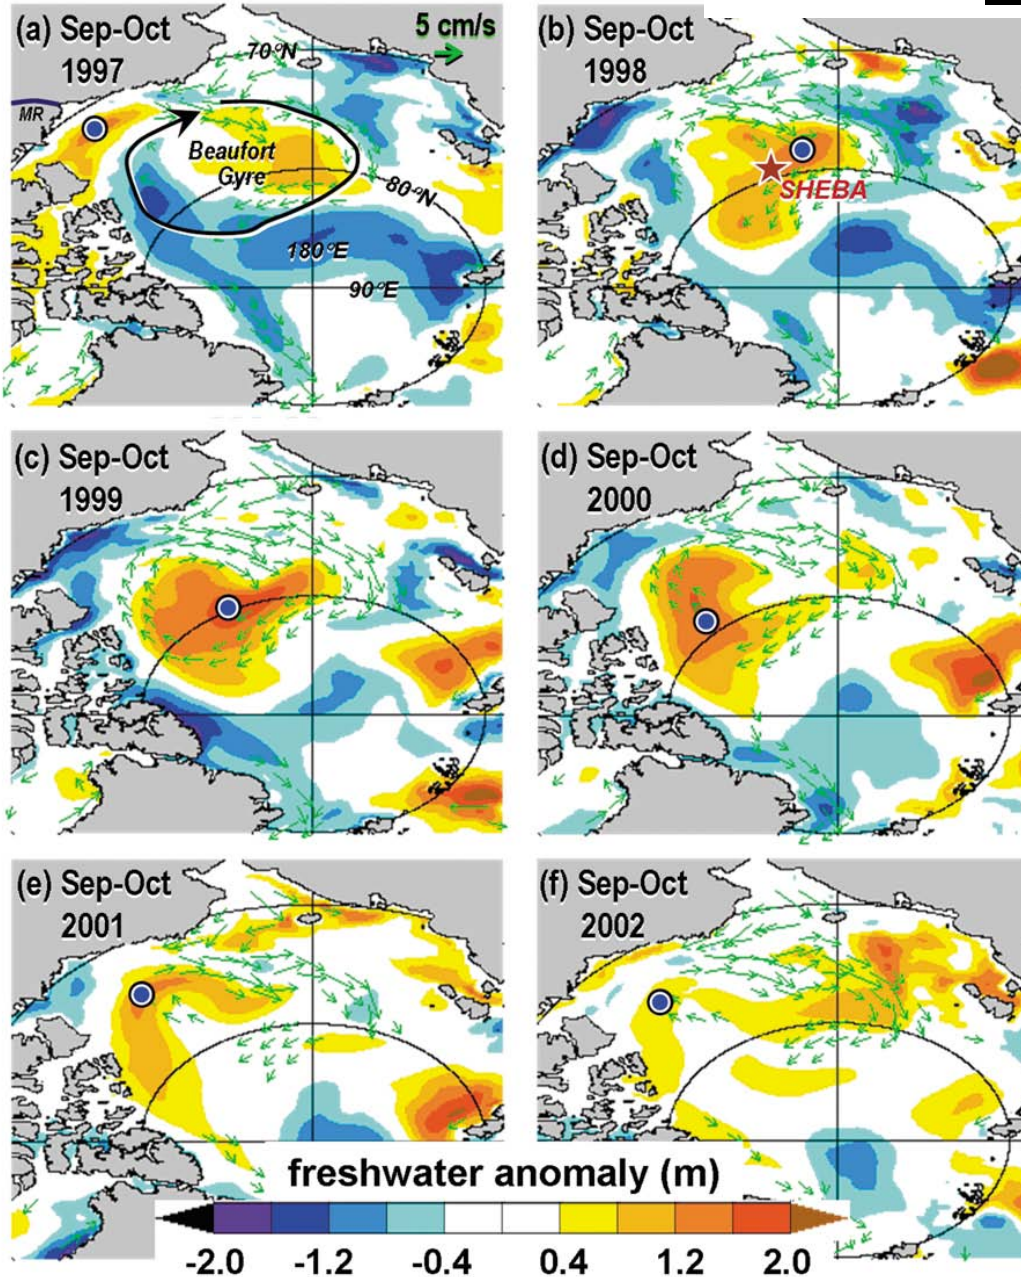 (a) Sep-Oct
1997
5 cm/s
70°N
MR
Beaufort
Gyre
80°N
180°E
90°E
(b) Sep-Oct
1998
SHEBA
(c) Sep-Oct
1999
(d) Sep-Oct
2000
(e) Sep-Oct
2001
(f) Sep-Oct
2002
freshwater anomaly (m)
-2.0 -1.2 -0.4 0.4 1.2 2.0